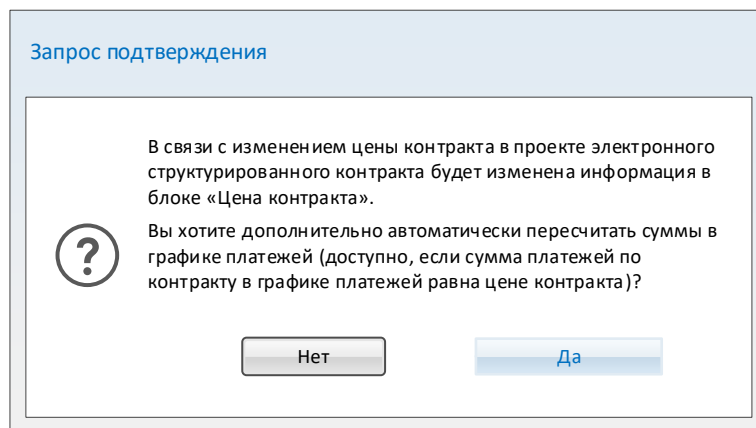 Запрос подтверждения
В связи с изменением цены контракта в проекте электронного
структурированного контракта будет изменена информация в
блоке «Цена контракта».
Вы хотите дополнительно автоматически пересчитать суммы в
графике платежей (доступно, если сумма платежей по
контракту в графике платежей равна цене контракта)?
Нет
Да